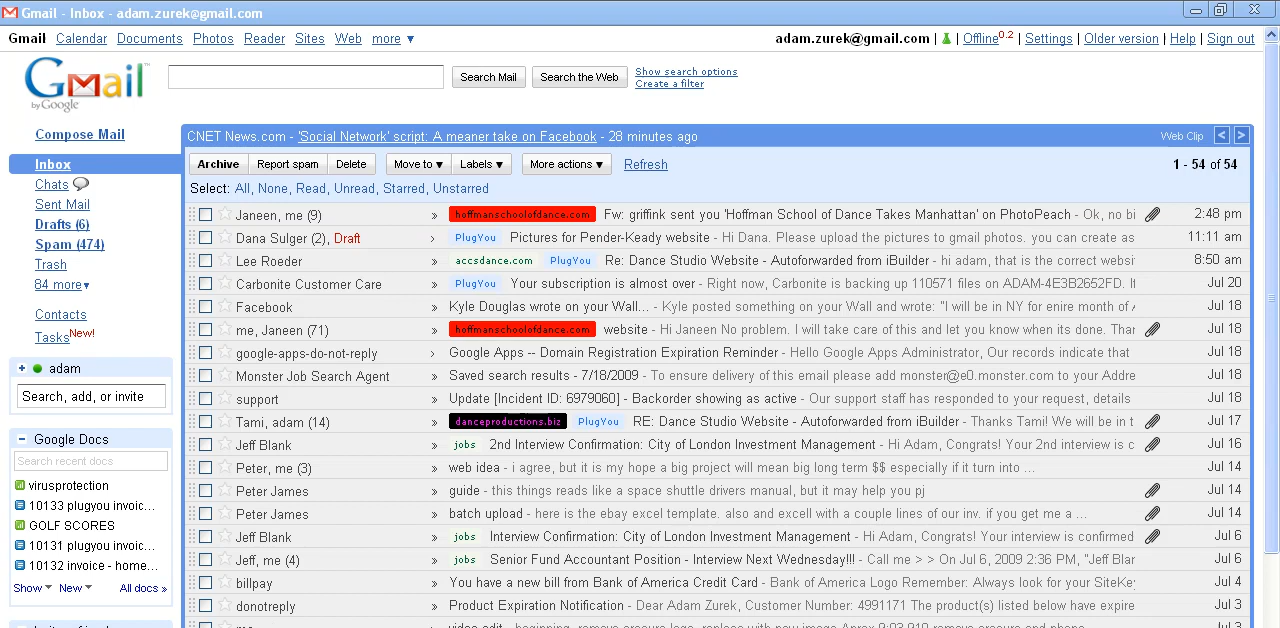 Gmail - Inbox - adam.zurek@gmail.com
Gmail Calendar Documents Photos Reader Sites Web more ▼ adam.zurek@gmail.com | Offline0.2 | Settings | Older version | Help | Sign out
Gmail™ by Google
Search Mail Search the Web Show search options
Create a filter
Compose Mail
Inbox
Chats
Sent Mail
Drafts (6)
Spam (474)
Trash
84 more▼
Contacts
Tasks New!
+ adam
Search, add, or invite
− Google Docs
Search recent docs
virusprotection
10133 plugyou invoic...
GOLF SCORES
10131 plugyou invoic...
10132 invoice-- home...
Show New All docs »
CNET News.com - 'Social Network' script: A meaner take on Facebook - 28 minutes ago Web Clip < >
Archive Report spam Delete Move to ▼ Labels ▼ More actions ▼ Refresh 1 - 54 of 54
Select: All, None, Read, Unread, Starred, Unstarred
Janeen, me (9) » hoffmanschoolofdance.com Fw: griffink sent you 'Hoffman School of Dance Takes Manhattan' on PhotoPeach - Ok, no bi 2:48 pm
Dana Sulger (2), Draft › PlugYou Pictures for Pender-Keady website - Hi Dana. Please upload the pictures to gmail photos. you can create as 11:11 am
Lee Roeder » accsdance.com PlugYou Re: Dance Studio Website - Autoforwarded from iBuilder - hi adam, that is the correct websi 8:50 am
Carbonite Customer Care » PlugYou Your subscription is almost over - Right now, Carbonite is backing up 110571 files on ADAM-4E3B2652FD. If Jul 20
Facebook » Kyle Douglas wrote on your Wall... - Kyle posted something on your Wall and wrote: "I will be in NY for enire month of A Jul 18
me, Janeen (71) » hoffmanschoolofdance.com website - Hi Janeen No problem. I will take care of this and let you know when its done. Than Jul 18
google-apps-do-not-reply › Google Apps -- Domain Registration Expiration Reminder - Hello Google Apps Administrator, Our records indicate that Jul 18
Monster Job Search Agent » Saved search results - 7/18/2009 - To ensure delivery of this email please add monster@e0.monster.com to your Addre Jul 18
support » Update [Incident ID: 6979060] - Backorder showing as active - Our support staff has responded to your request, details Jul 18
Tami, adam (14) » danceproductions.biz PlugYou RE: Dance Studio Website - Autoforwarded from iBuilder - Thanks Tami! We will be in t Jul 17
Jeff Blank » jobs 2nd Interview Confirmation: City of London Investment Management - Hi Adam, Congrats! Your 2nd interview is c Jul 16
Peter, me (3) » web idea - i agree, but it is my hope a big project will mean big long term $$ especially if it turn into ... Jul 14
Peter James » guide - this things reads like a space shuttle drivers manual, but it may help you pj Jul 14
Peter James » batch upload - here is the ebay excel template. also and excell with a couple lines of our inv. if you get me a ... Jul 14
Jeff Blank » jobs Interview Confirmation: City of London Investment Management - Hi Adam, Congrats! Your interview is confirmed Jul 6
Jeff, me (4) » jobs Senior Fund Accountant Position - Interview Next Wednesday!!! - Call me > > On Jul 6, 2009 2:36 PM, "Jeff Blar Jul 6
billpay » You have a new bill from Bank of America Credit Card - Bank of America Logo Remember: Always look for your SiteKey Jul 4
donotreply » Product Expiration Notification - Dear Adam Zurek, Customer Number: 4991171 The product(s) listed below have expire Jul 3